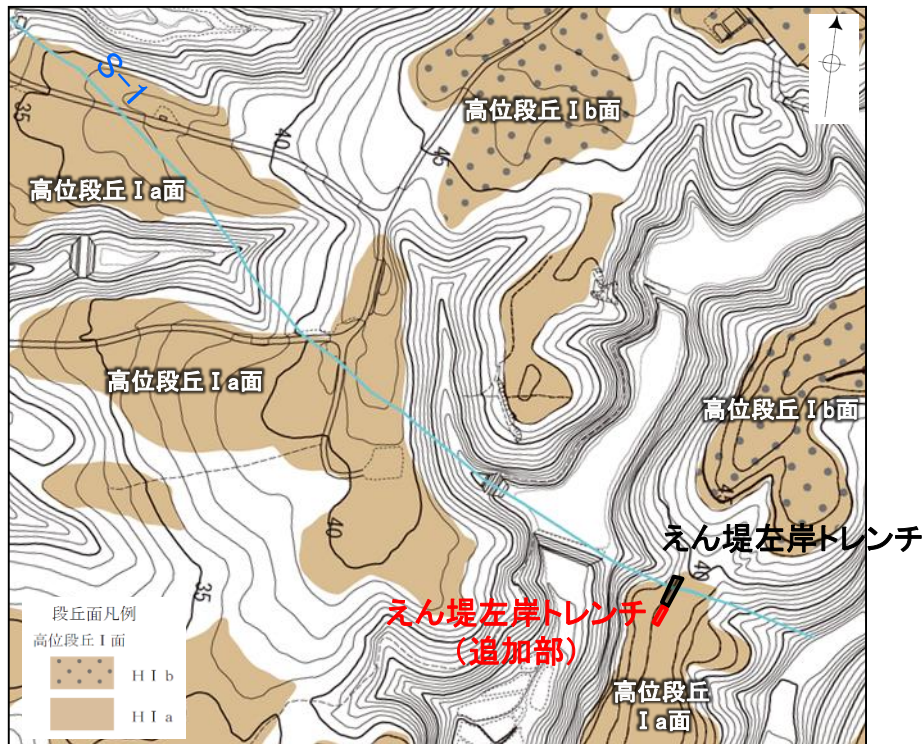 S-1
35
高位段丘Ⅰa面
40
高位段丘Ⅰb面
45
高位段丘Ⅰa面
高位段丘Ⅰb面
45
えん堤左岸トレンチ
40
えん堤左岸トレンチ
(追加部)
高位段丘
Ⅰa面
40
35
段丘面凡例
高位段丘Ⅰ面
HⅠb
HⅠa